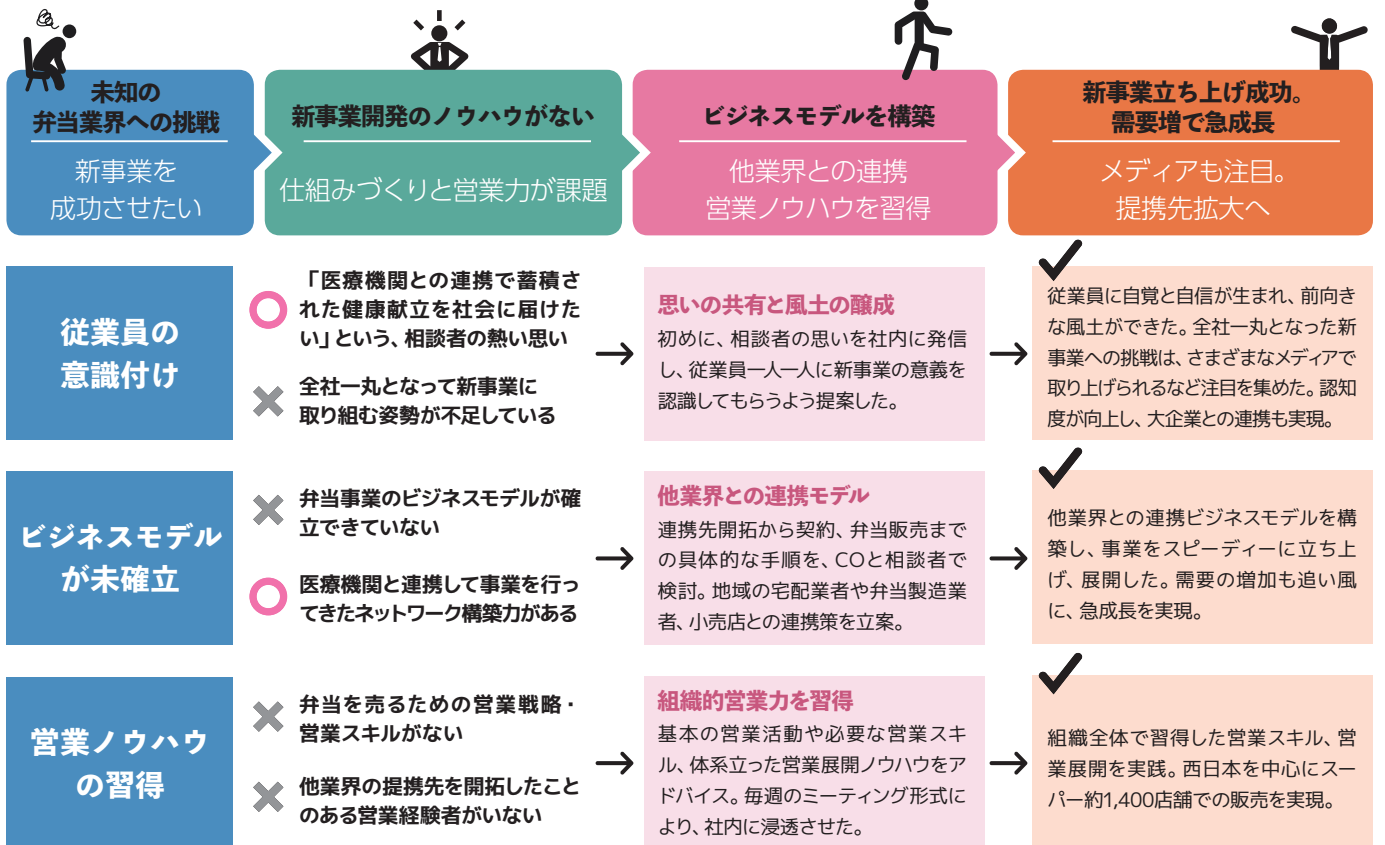 未知の
弁当業界への挑戦
新事業を
成功させたい
新事業開発のノウハウがない
仕組みづくりと営業力が課題
ビジネスモデルを構築
他業界との連携
営業ノウハウを習得
新事業立ち上げ成功。
需要増で急成長
メディアも注目。
提携先拡大へ
従業員の
意識付け
「医療機関との連携で蓄積さ
れた健康献立を社会に届けた
い」という、相談者の熱い思い
全社一丸となって新事業に
取り組む姿勢が不足している
思いの共有と風土の醸成
初めに、相談者の思いを社内に発信
し、従業員一人一人に新事業の意義を
認識してもらうよう提案した。
従業員に自覚と自信が生まれ、前向き
な風土ができた。全社一丸となった新
事業への挑戦は、さまざまなメディアで
取り上げられるなど注目を集めた。認知
度が向上し、大企業との連携も実現。
ビジネスモデル
が未確立
弁当事業のビジネスモデルが確
立できていない
医療機関と連携して事業を行っ
てきたネットワーク構築力がある
他業界との連携モデル
連携先開拓から契約、弁当販売まで
の具体的な手順を、COと相談者で
検討。地域の宅配業者や弁当製造業
者、小売店との連携策を立案。
他業界との連携ビジネスモデルを構
築し、事業をスピーディーに立ち上
げ、展開した。需要の増加も追い風
に、急成長を実現。
営業ノウハウ
の習得
弁当を売るための営業戦略・
営業スキルがない
他業界の提携先を開拓したこと
のある営業経験者がいない
組織的営業力を習得
基本の営業活動や必要な営業スキ
ル、体系立った営業展開ノウハウをア
ドバイス。毎週のミーティング形式に
より、社内に浸透させた。
組織全体で習得した営業スキル、営
業展開を実践。西日本を中心にスー
パー約1,400店舗での販売を実現。